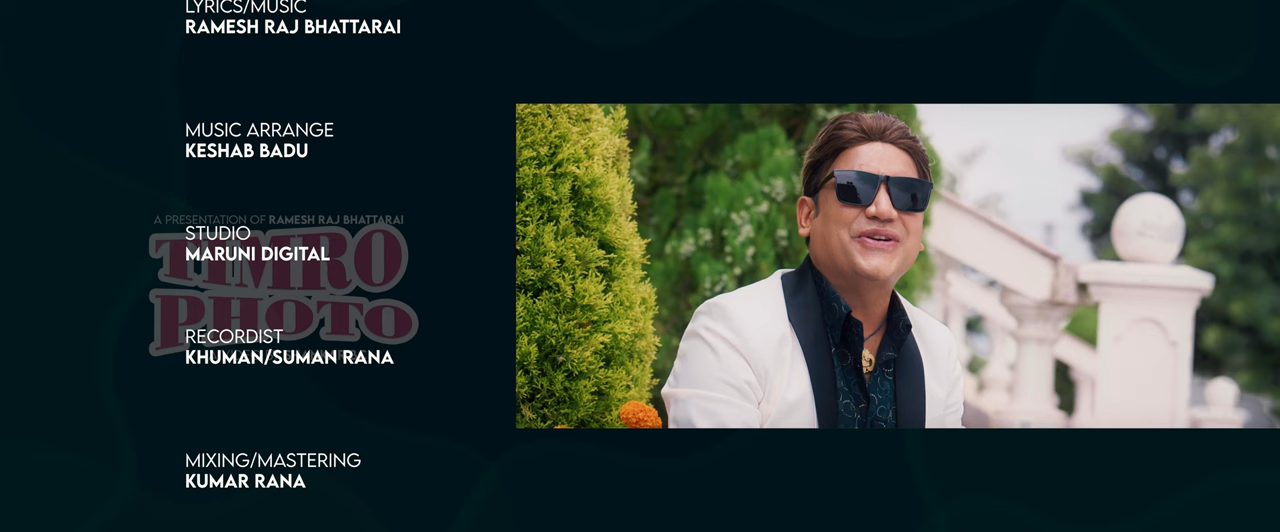 LYRICS/MUSIC
RAMESH RAJ BHATTARAI
MUSIC ARRANGE
KESHAB BADU
A PRESENTATION OF RAMESH RAJ BHATTARAI
STUDIO
MARUNI DIGITAL
TIMRO
PHOTO
RECORDIST
KHUMAN/SUMAN RANA
MIXING/MASTERING
KUMAR RANA